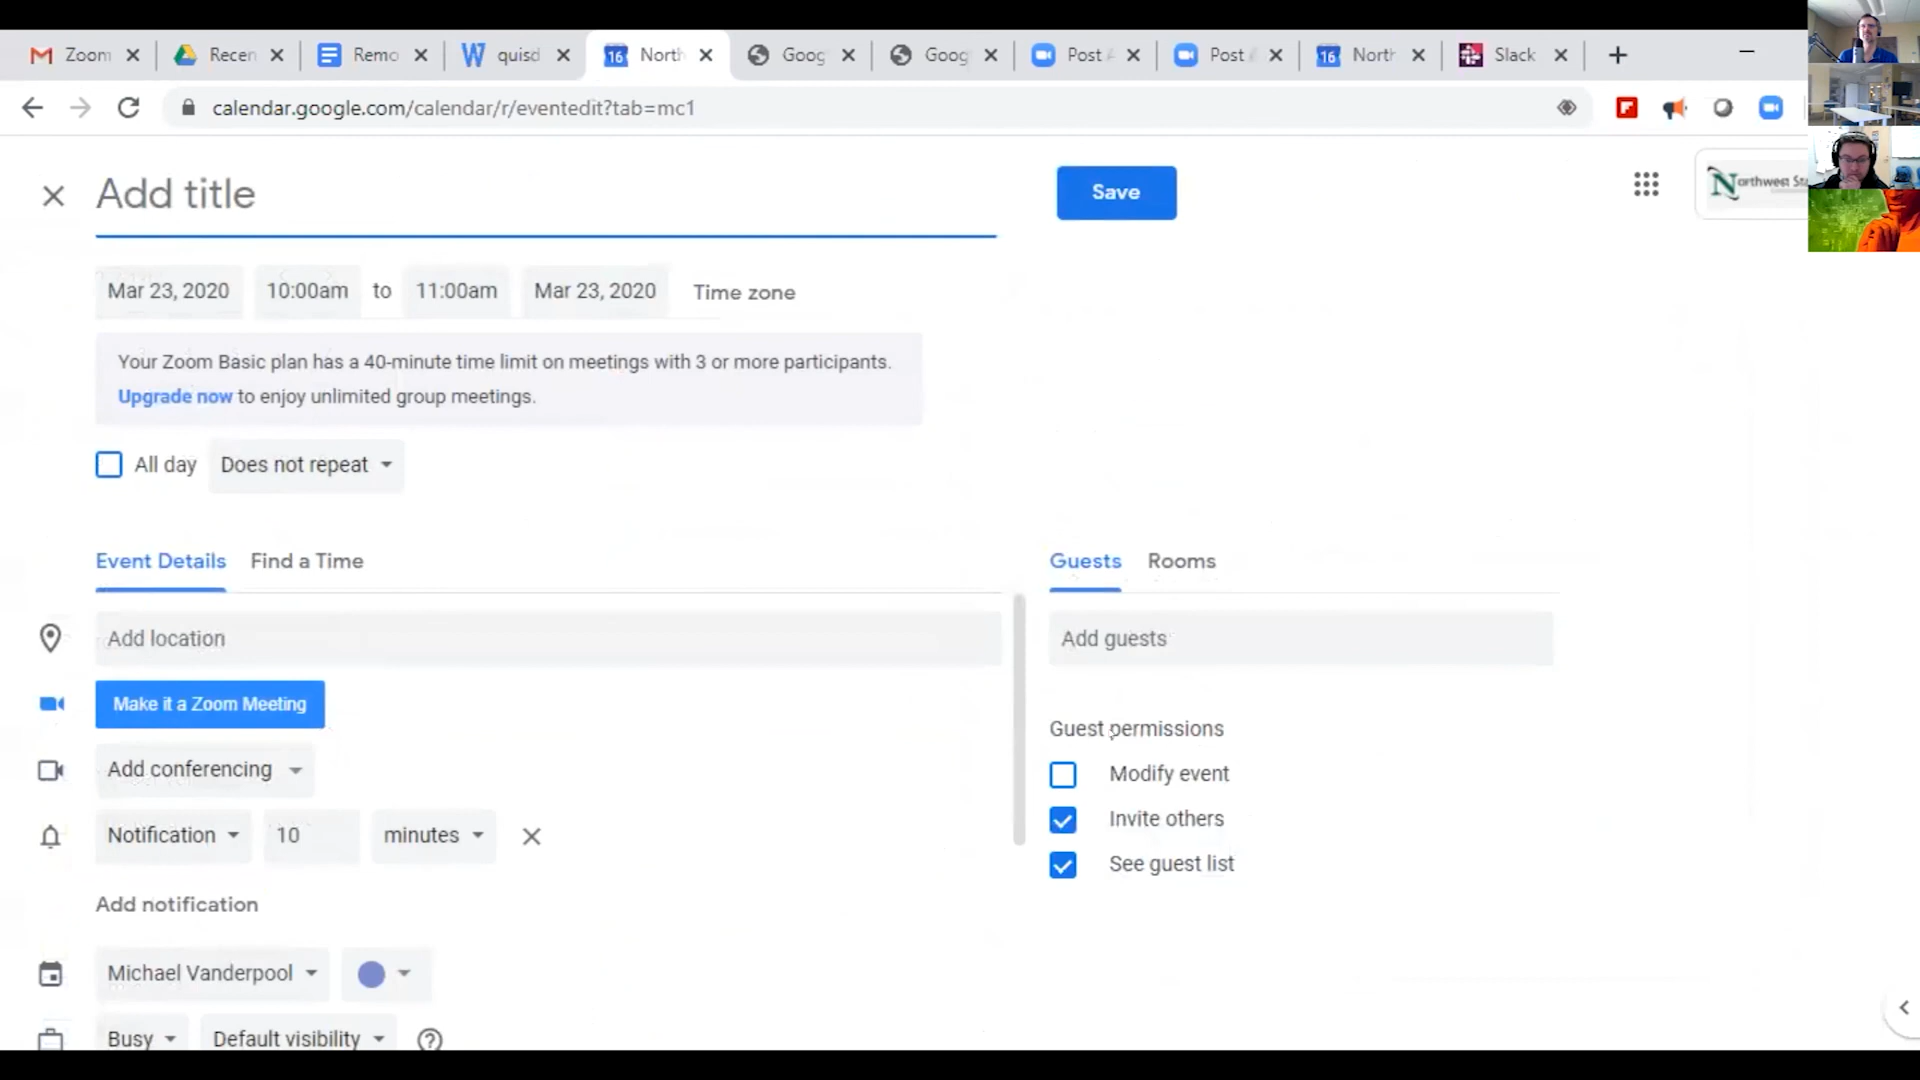 Zoom
Recen
Remo
quisd
North
Goog
Goog
Post
Post
North
Slack
calendar.google.com/calendar/r/eventedit?tab=mc1
Add title
Save
Northwest Sta
Mar 23, 2020 10:00am to 11:00am Mar 23, 2020 Time zone
Your Zoom Basic plan has a 40-minute time limit on meetings with 3 or more participants.
Upgrade now to enjoy unlimited group meetings.
All day Does not repeat
Event Details Find a Time
Guests Rooms
Add location
Add guests
Make it a Zoom Meeting
Guest permissions
Add conferencing
Modify event
Notification 10 minutes
Invite others
See guest list
Add notification
Michael Vanderpool
Busy Default visibility